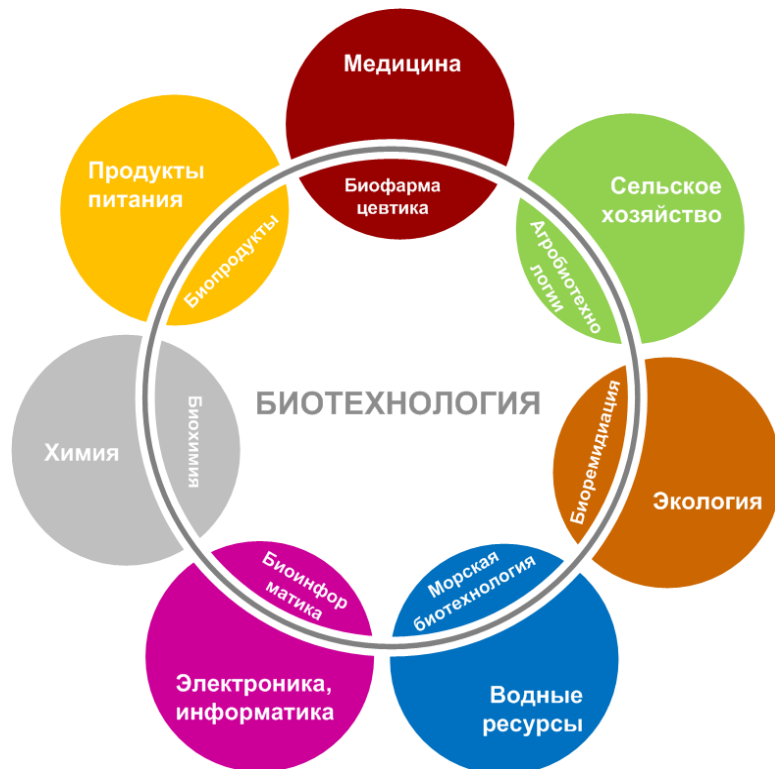 Медицина
Биофарма
цевтика
Сельское
хозяйство
Агробиотехно
логии
Экология
Биоремидиация
Водные
ресурсы
Морская
биотехнология
Электроника,
информатика
Биоинфор
матика
Химия
Биохимия
Продукты
питания
Биопродукты
БИОТЕХНОЛОГИЯ